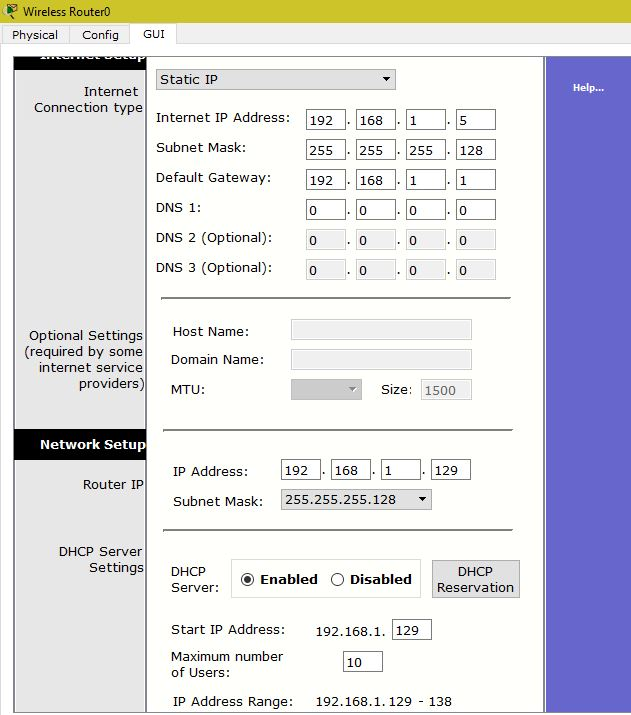 Wireless Router0
Physical Config GUI
Internet Setup
Internet
Connection type
Static IP
Help...
Internet IP Address: 192 . 168 . 1 . 5
Subnet Mask: 255 . 255 . 255 . 128
Default Gateway: 192 . 168 . 1 . 1
DNS 1: 0 . 0 . 0 . 0
DNS 2 (Optional): 0 . 0 . 0 . 0
DNS 3 (Optional): 0 . 0 . 0 . 0
Optional Settings
(required by some
internet service
providers)
Host Name:
Domain Name:
MTU: Size: 1500
Network Setup
Router IP
IP Address: 192 . 168 . 1 . 129
Subnet Mask: 255.255.255.128
DHCP Server
Settings
DHCP
Server:
Enabled Disabled
DHCP
Reservation
Start IP Address: 192.168.1. 129
Maximum number
of Users:
10
IP Address Range: 192.168.1.129 - 138